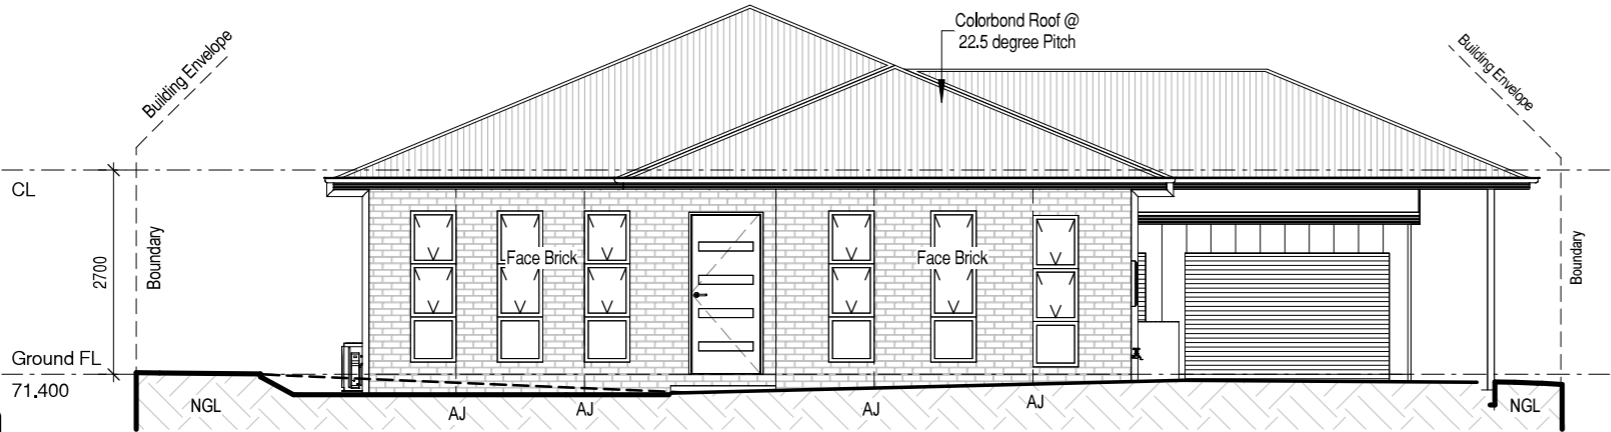 Colorbond Roof @
22.5 degree Pitch
Building Envelope
Building Envelope
CL
2700
Boundary
Boundary
Face Brick
Face Brick
Ground FL
71.400
NGL
AJ
AJ
AJ
AJ
NGL